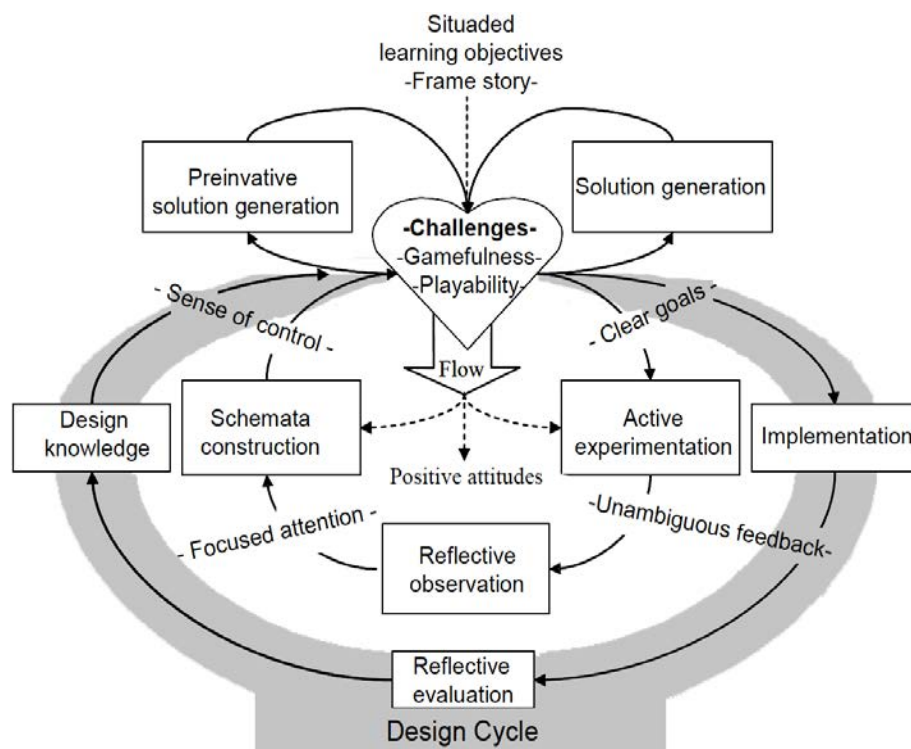 Situaded
learning objectives
-Frame story-
Preinvative
solution generation
Solution generation
-Challenges-
-Gamefulness-
-Playability-
- Sense of control -
- Clear goals -
Flow
Design
knowledge
Schemata
construction
Active
experimentation
Implementation
Positive attitudes
- Focused attention -
-Unambiguous feedback-
Reflective
observation
Reflective
evaluation
Design Cycle